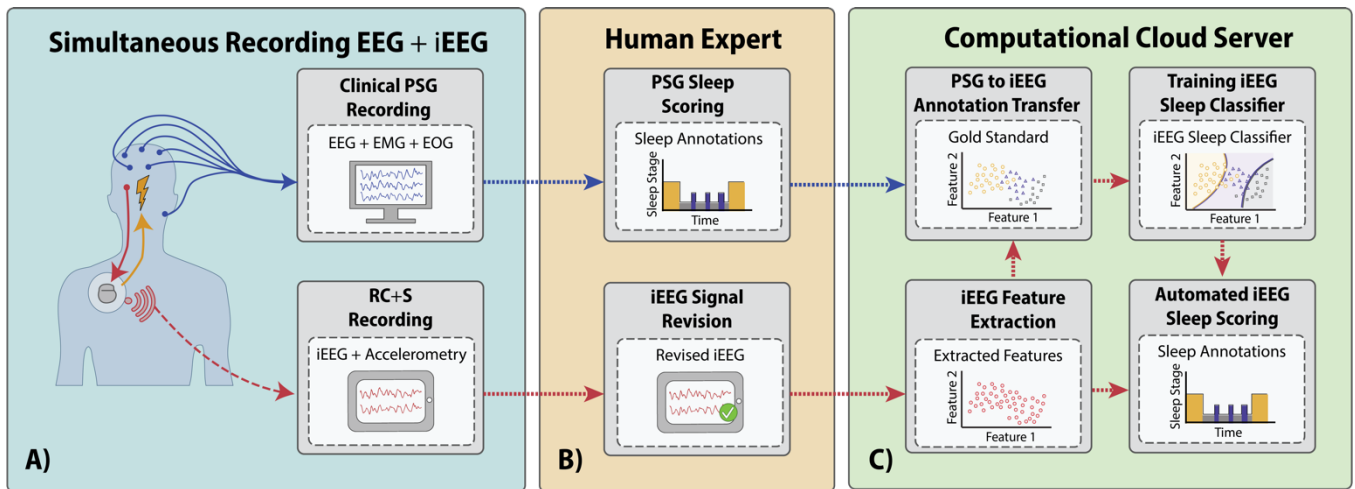 Simultaneous Recording EEG + iEEG
Clinical PSG
Recording
EEG + EMG + EOG
RC+S
Recording
iEEG + Accelerometry
A)
Human Expert
PSG Sleep
Scoring
Sleep Annotations
Sleep Stage
Time
iEEG Signal
Revision
Revised iEEG
B)
Computational Cloud Server
PSG to iEEG
Annotation Transfer
Gold Standard
Feature 2
Feature 1
Training iEEG
Sleep Classifier
iEEG Sleep Classifier
Feature 2
Feature 1
iEEG Feature
Extraction
Extracted Features
Feature 2
Feature 1
Automated iEEG
Sleep Scoring
Sleep Annotations
Sleep Stage
Time
C)